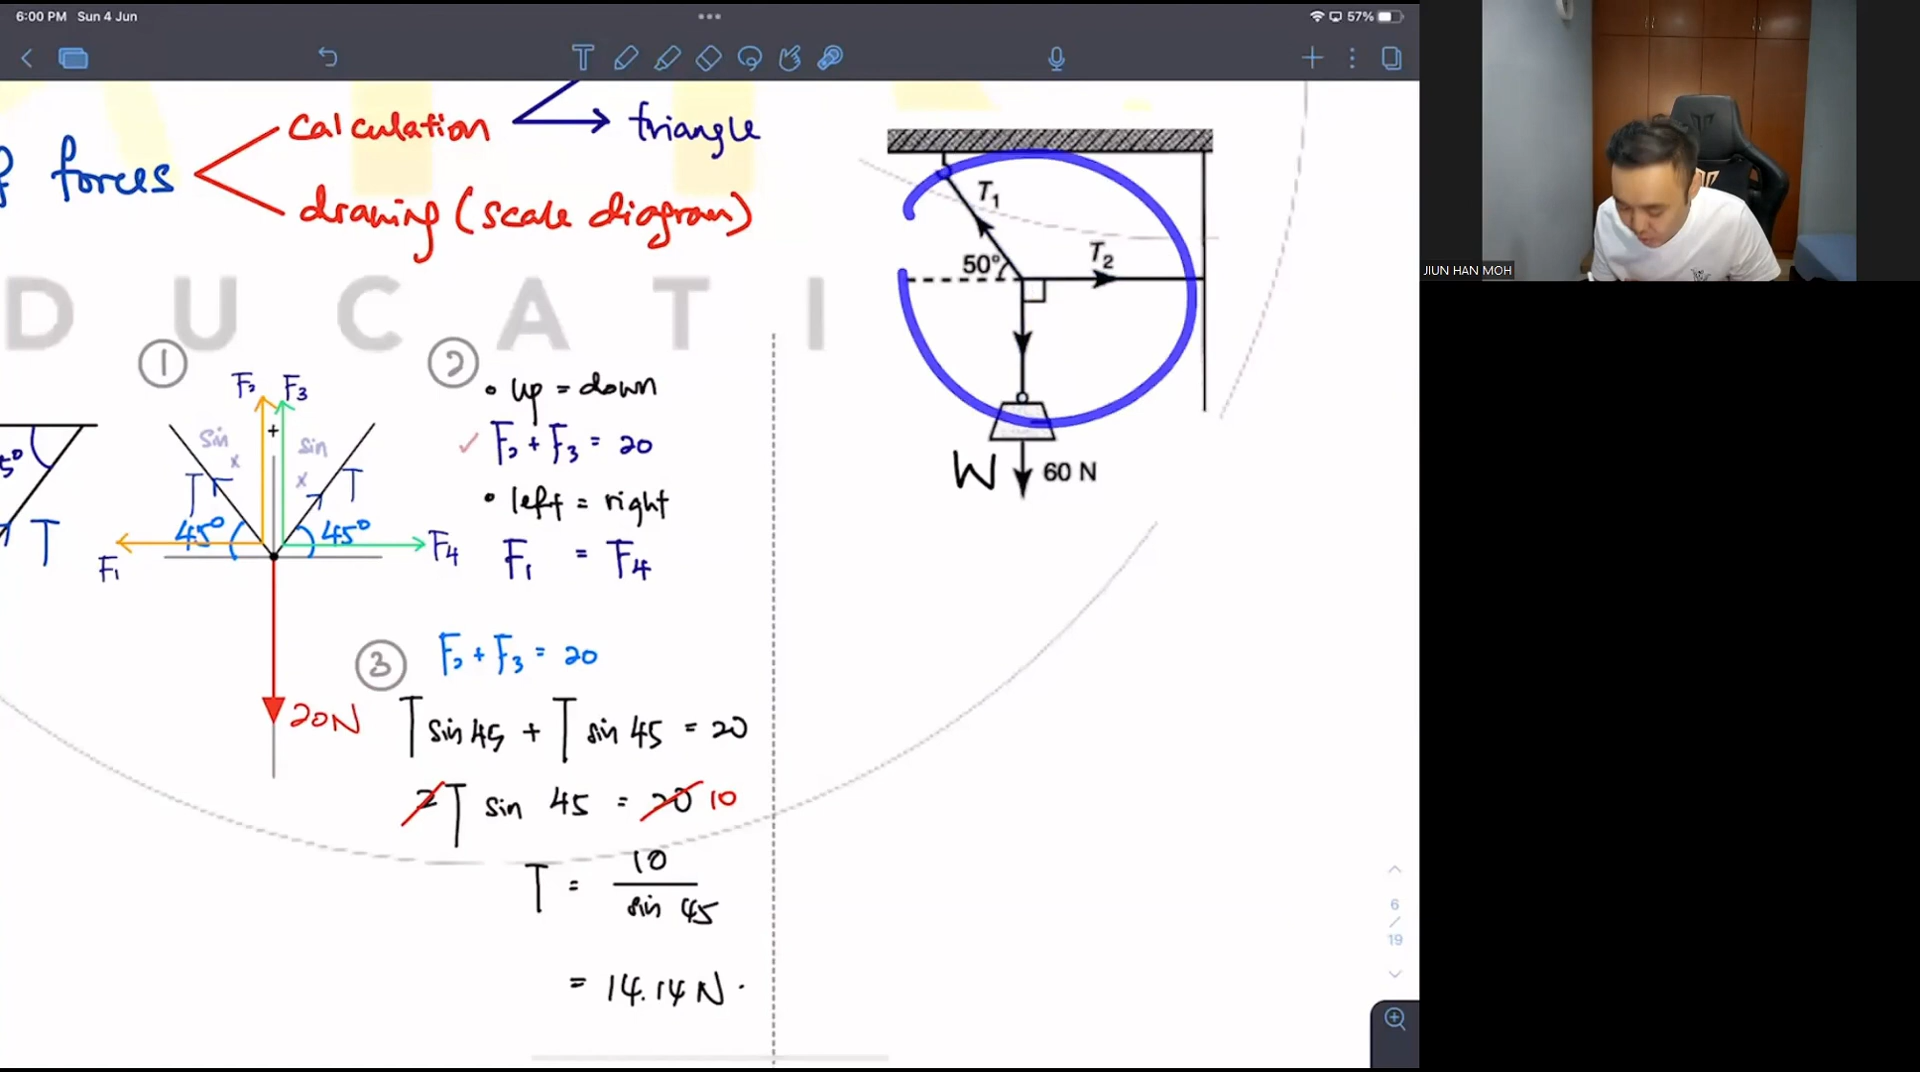 6:00 PM Sun 4 Jun
57%
forces
calculation
triangle
drawing (scale diagram)
D U C A T I
T₁
50°
T₂
W
60 N
5°
T
①
F₂ F₃
+
sin x
sin x
T
T
45°
45°
F₁
F₄
20N
②
• up = down
✓ F₂ + F₃ = 20
• left = right
F₁ = F₄
③
F₂ + F₃ = 20
T sin 45 + T sin 45 = 20
2T sin 45 = 20 10
T = 10
sin 45
= 14.14 N .
6
/
19
JIUN HAN MOH